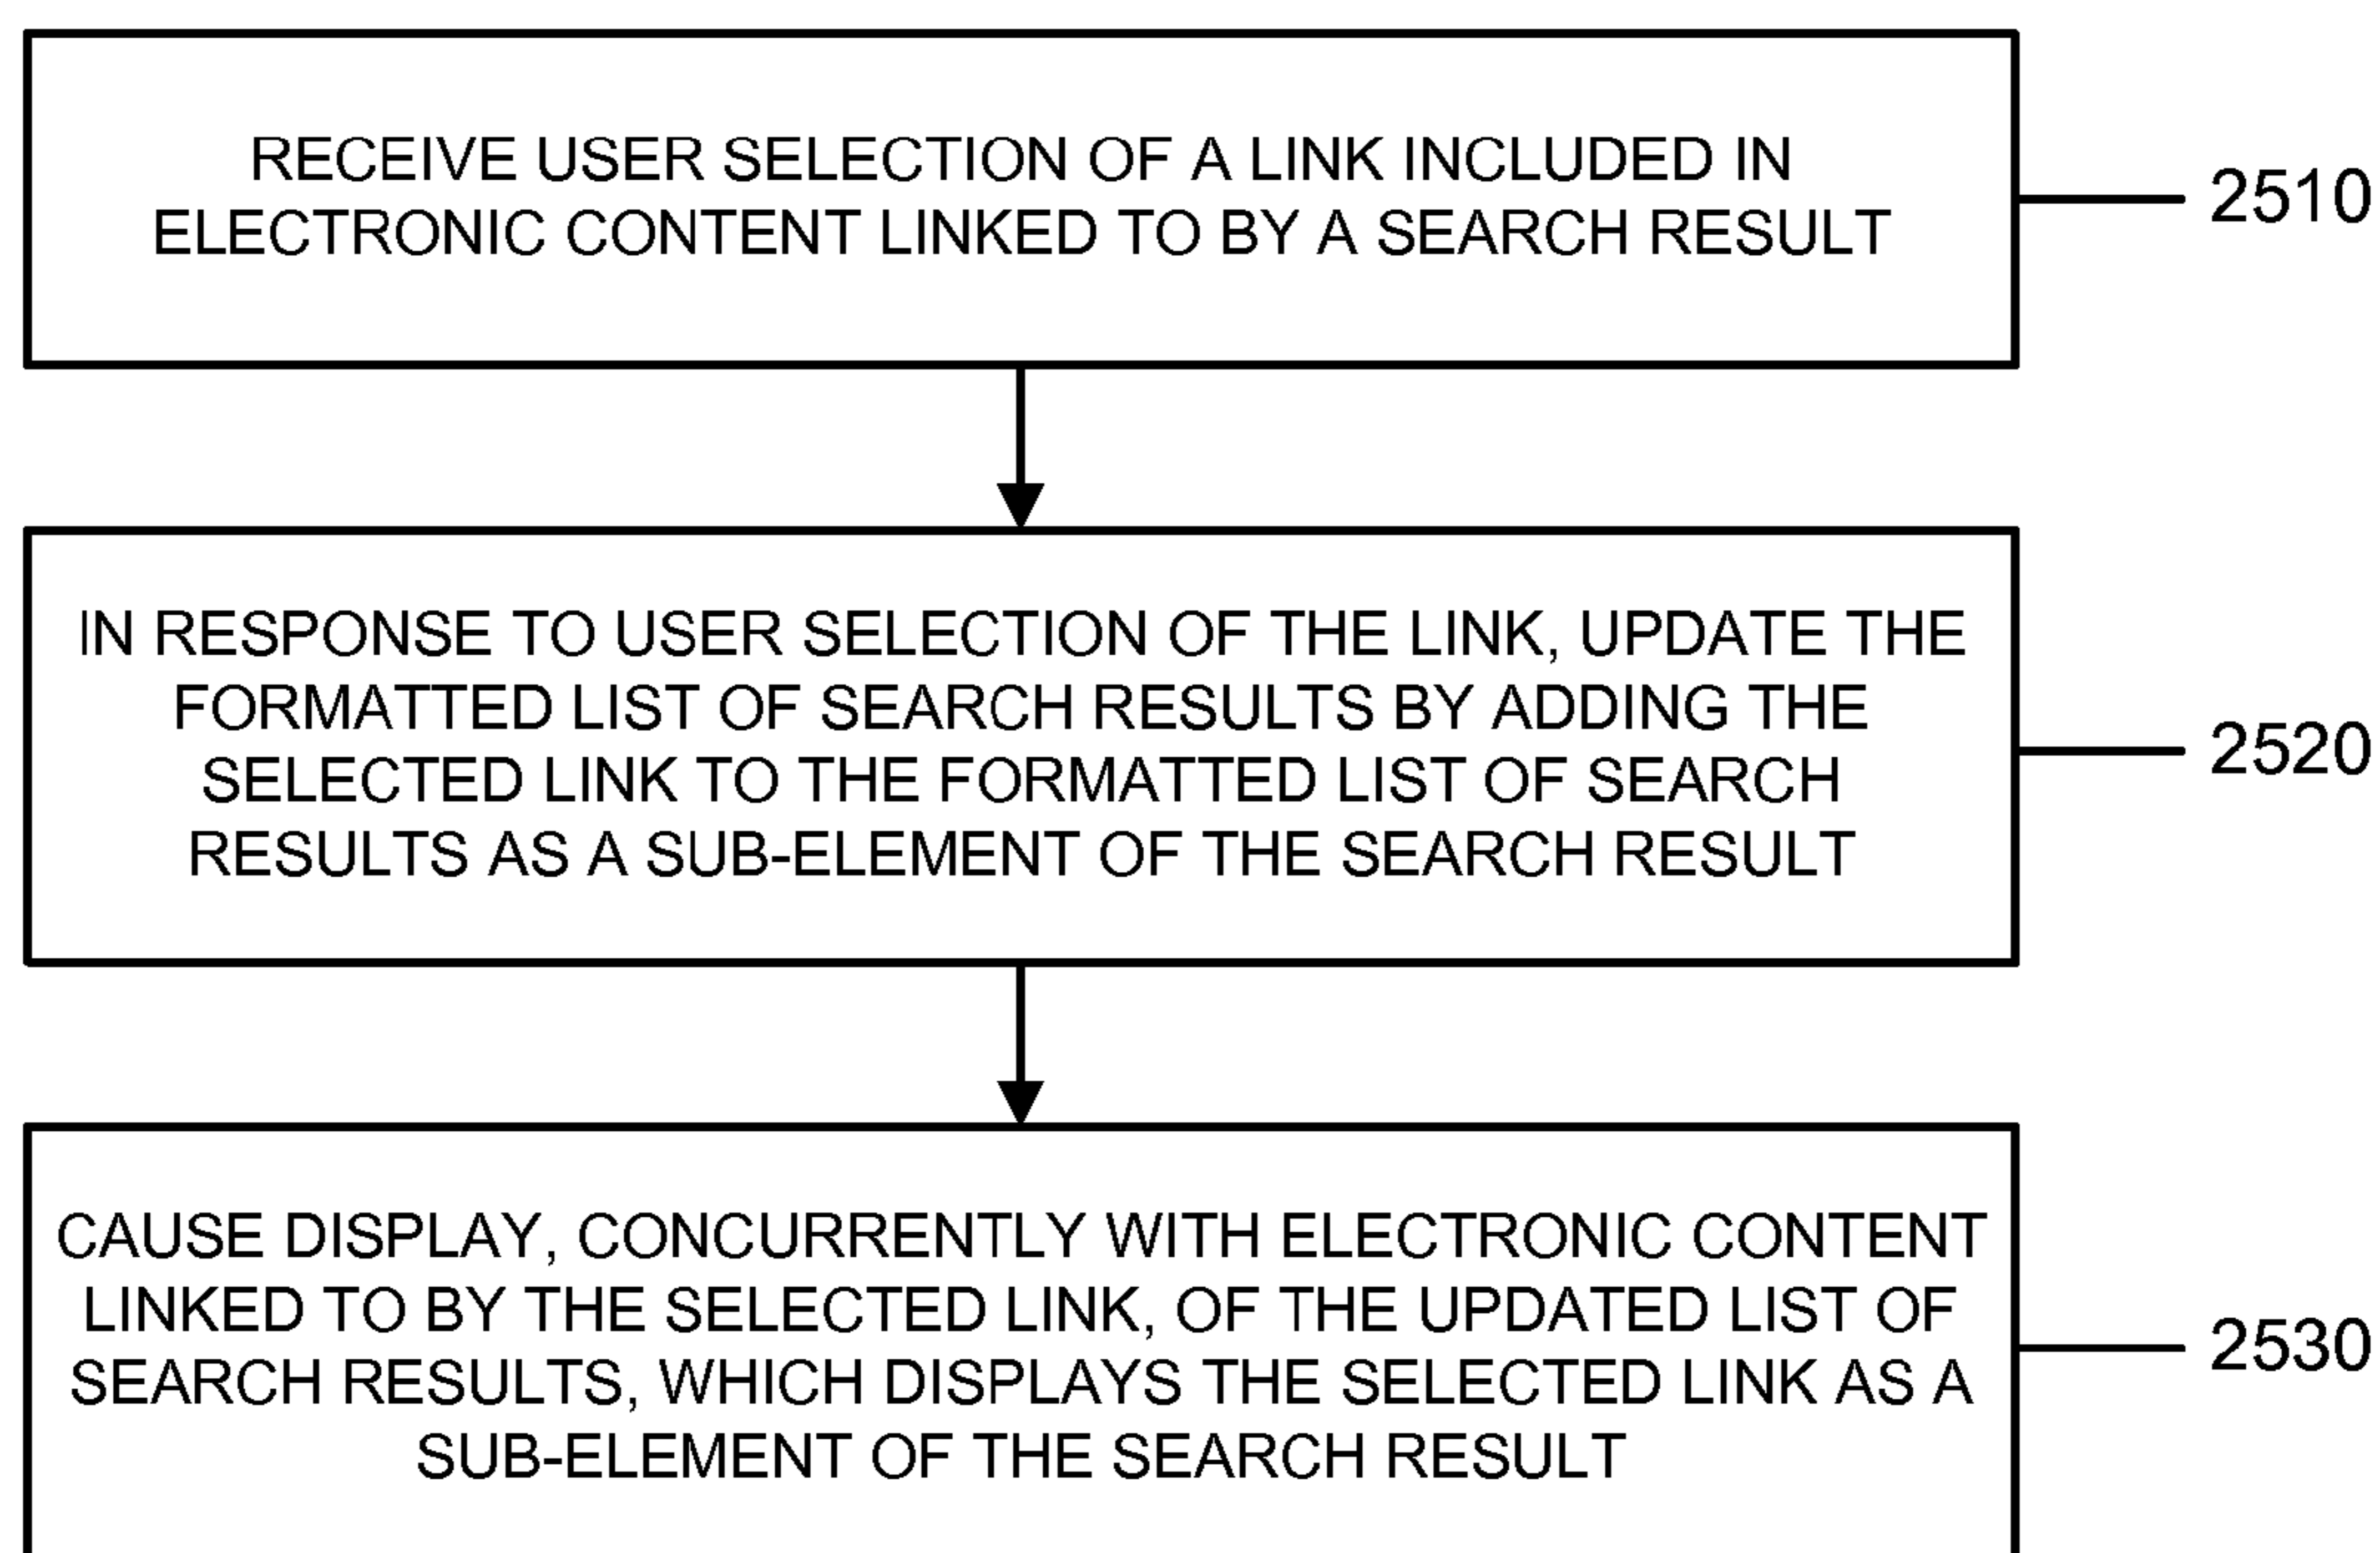 RECEIVE USER SELECTION OF A LINK INCLUDED IN
ELECTRONIC CONTENT LINKED TO BY A SEARCH RESULT
2510
IN RESPONSE TO USER SELECTION OF THE LINK, UPDATE THE
FORMATTED LIST OF SEARCH RESULTS BY ADDING THE
SELECTED LINK TO THE FORMATTED LIST OF SEARCH
RESULTS AS A SUB-ELEMENT OF THE SEARCH RESULT
2520
CAUSE DISPLAY, CONCURRENTLY WITH ELECTRONIC CONTENT
LINKED TO BY THE SELECTED LINK, OF THE UPDATED LIST OF
SEARCH RESULTS, WHICH DISPLAYS THE SELECTED LINK AS A
SUB-ELEMENT OF THE SEARCH RESULT
2530